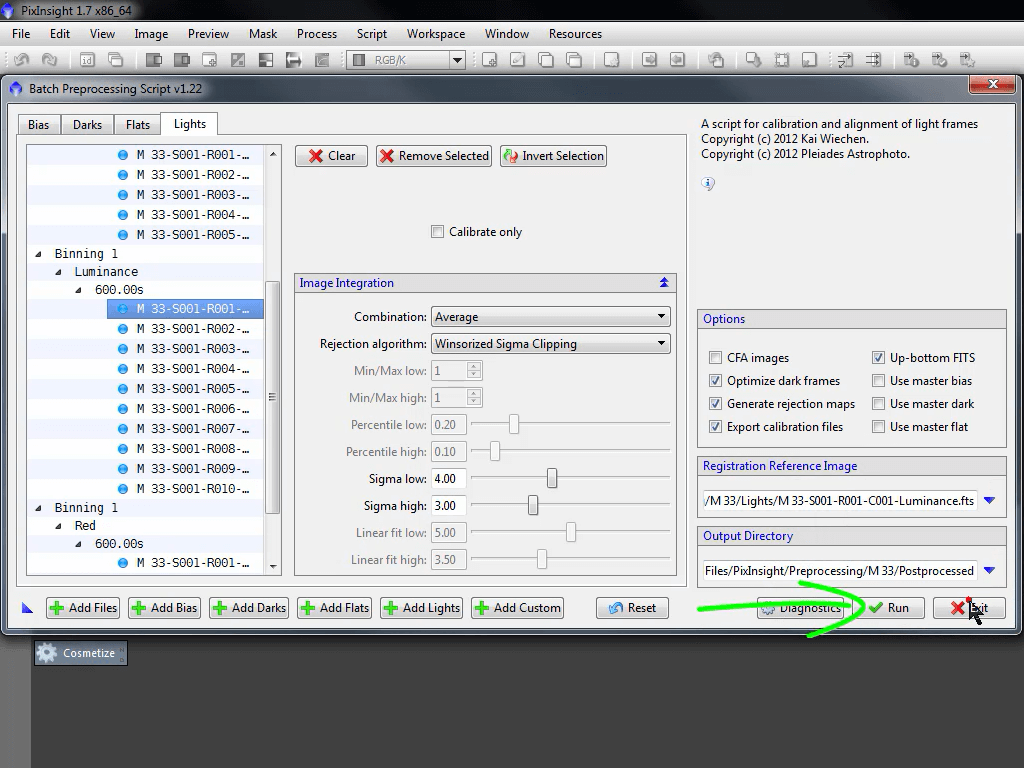 PixInsight 1.7 x86_64
File Edit View Image Preview Mask Process Script Workspace Window Resources
RGB/K
Batch Preprocessing Script v1.22
Bias Darks Flats Lights
M 33-S001-R001-…
M 33-S001-R002-…
M 33-S001-R003-…
M 33-S001-R004-…
M 33-S001-R005-…
Binning 1
Luminance
600.00s
M 33-S001-R001-…
M 33-S001-R002-…
M 33-S001-R003-…
M 33-S001-R004-…
M 33-S001-R005-…
M 33-S001-R006-…
M 33-S001-R007-…
M 33-S001-R008-…
M 33-S001-R009-…
M 33-S001-R010-…
Binning 1
Red
600.00s
M 33-S001-R001-…
Clear Remove Selected Invert Selection
Calibrate only
Image Integration
Combination: Average
Rejection algorithm: Winsorized Sigma Clipping
Min/Max low: 1
Min/Max high: 1
Percentile low: 0.20
Percentile high: 0.10
Sigma low: 4.00
Sigma high: 3.00
Linear fit low: 5.00
Linear fit high: 3.50
A script for calibration and alignment of light frames
Copyright (c) 2012 Kai Wiechen.
Copyright (c) 2012 Pleiades Astrophoto.
Options
CFA images Up-bottom FITS
Optimize dark frames Use master bias
Generate rejection maps Use master dark
Export calibration files Use master flat
Registration Reference Image
/M 33/Lights/M 33-S001-R001-C001-Luminance.fts
Output Directory
Files/PixInsight/Preprocessing/M 33/Postprocessed
Add Files Add Bias Add Darks Add Flats Add Lights Add Custom Reset Diagnostics Run
Cosmetize